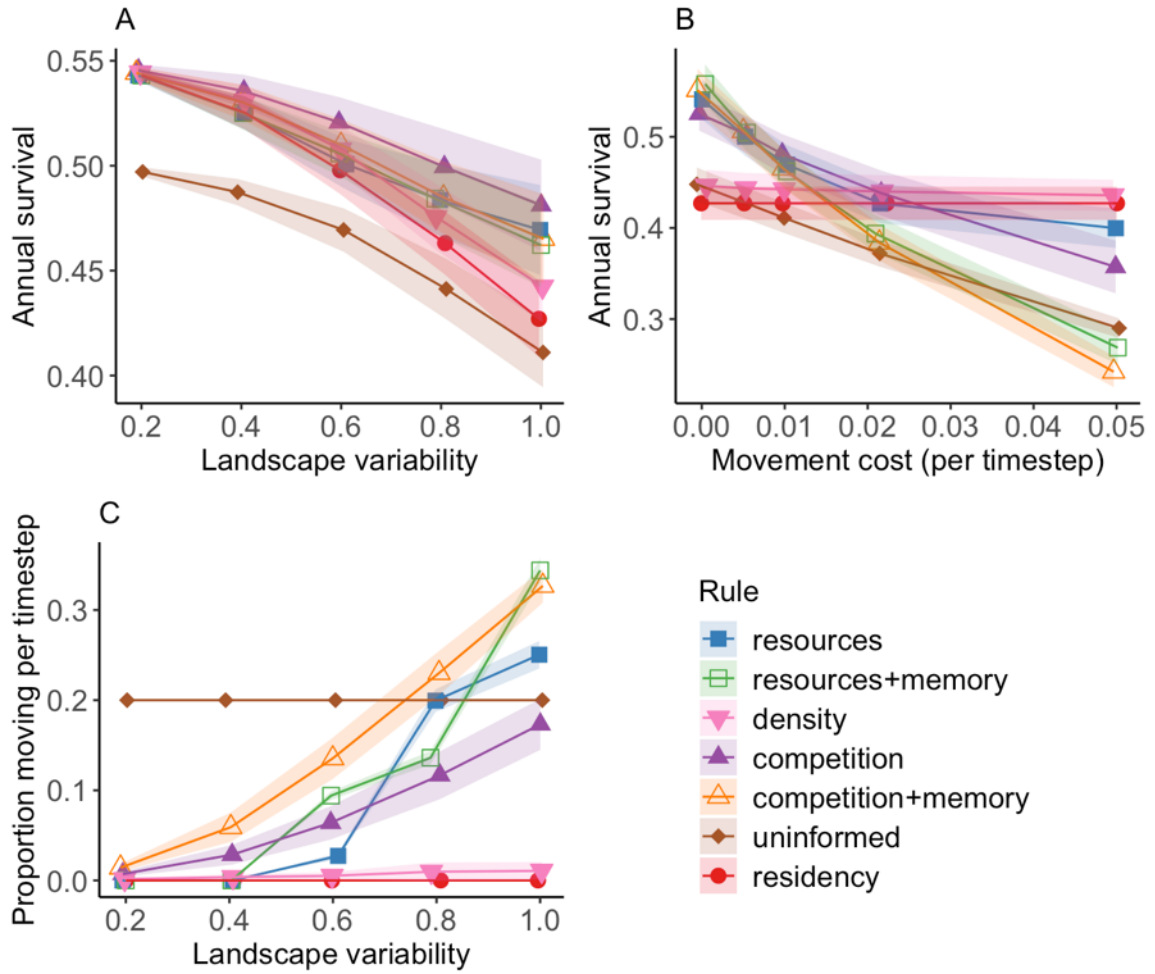 A
Annual survival
0.55
0.50
0.45
0.40
0.2 0.4 0.6 0.8 1.0
Landscape variability
B
Annual survival
0.5
0.4
0.3
0.00 0.01 0.02 0.03 0.04 0.05
Movement cost (per timestep)
C
Proportion moving per timestep
0.3
0.2
0.1
0.0
0.2 0.4 0.6 0.8 1.0
Landscape variability
Rule
resources
resources+memory
density
competition
competition+memory
uninformed
residency